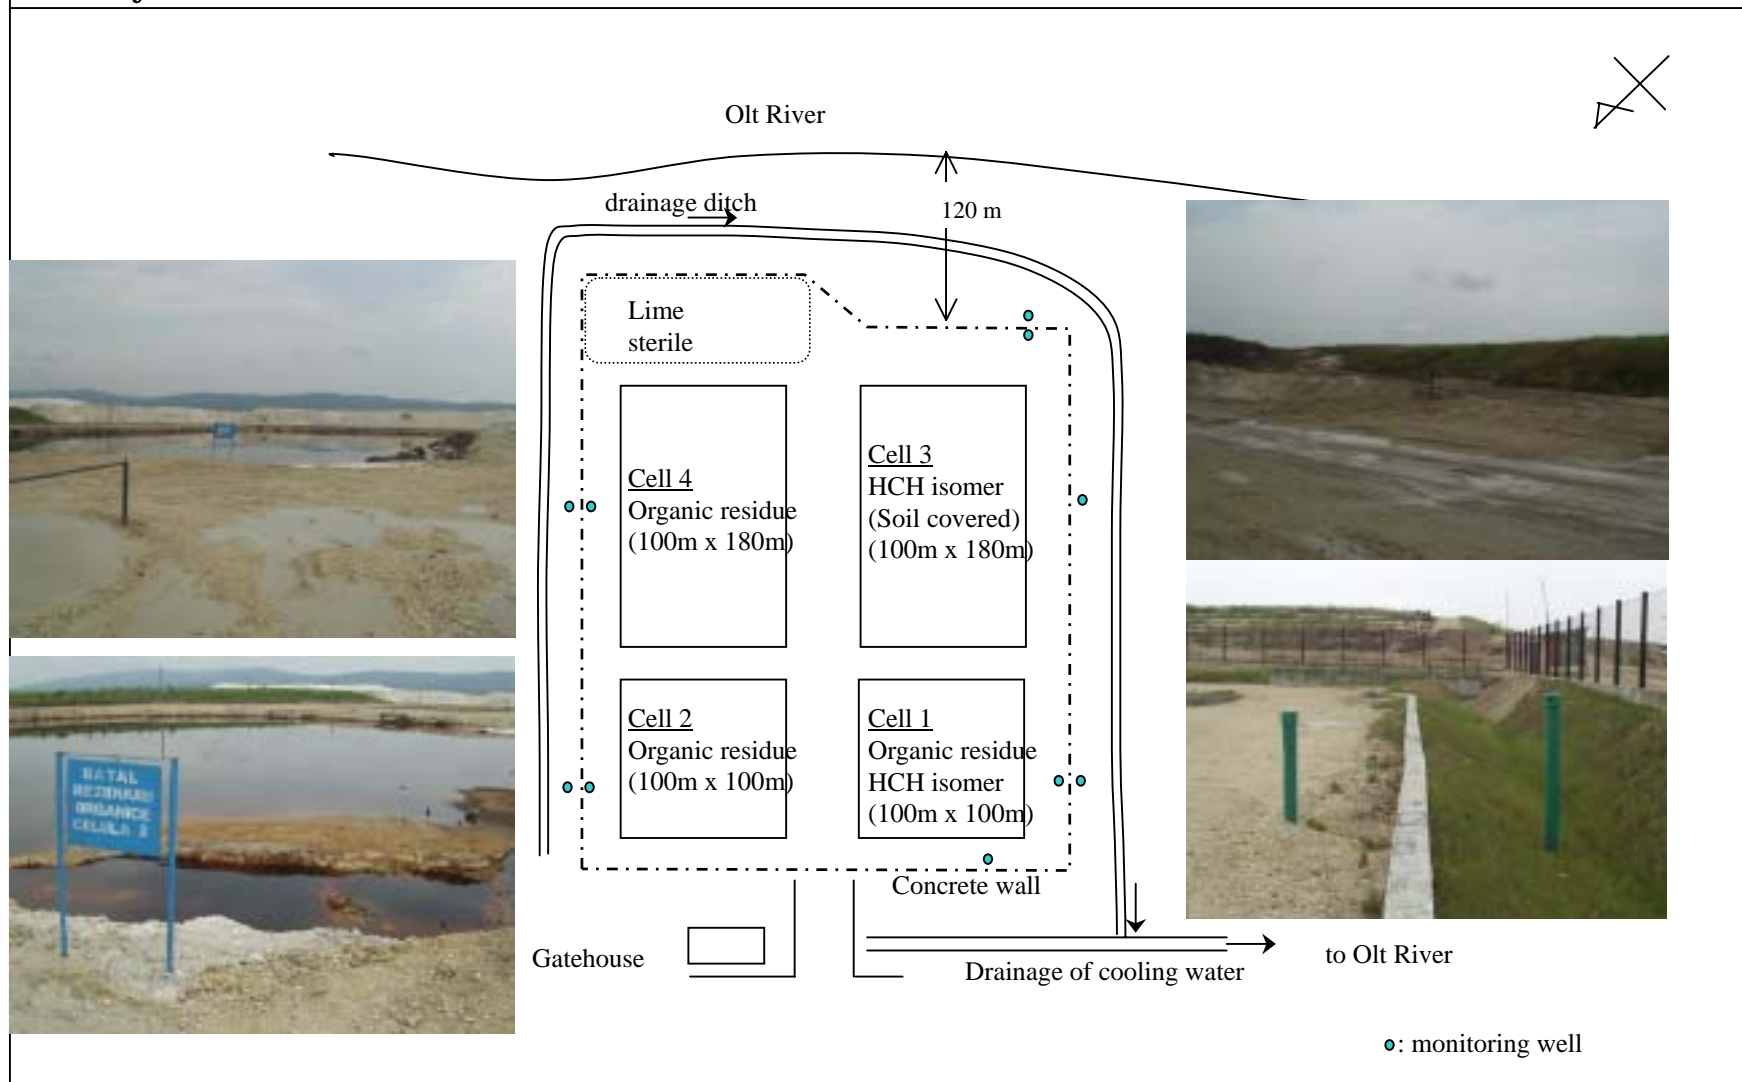 Olt River
drainage ditch
120 m
Lime
sterile
Cell 4
Organic residue
(100m x 180m)
Cell 3
HCH isomer
(Soil covered)
(100m x 180m)
Cell 2
Organic residue
(100m x 100m)
Cell 1
Organic residue
HCH isomer
(100m x 100m)
BATAL
REZIDUURI
ORGANICE
CELULA 2
Concrete wall
Gatehouse
Drainage of cooling water
to Olt River
: monitoring well